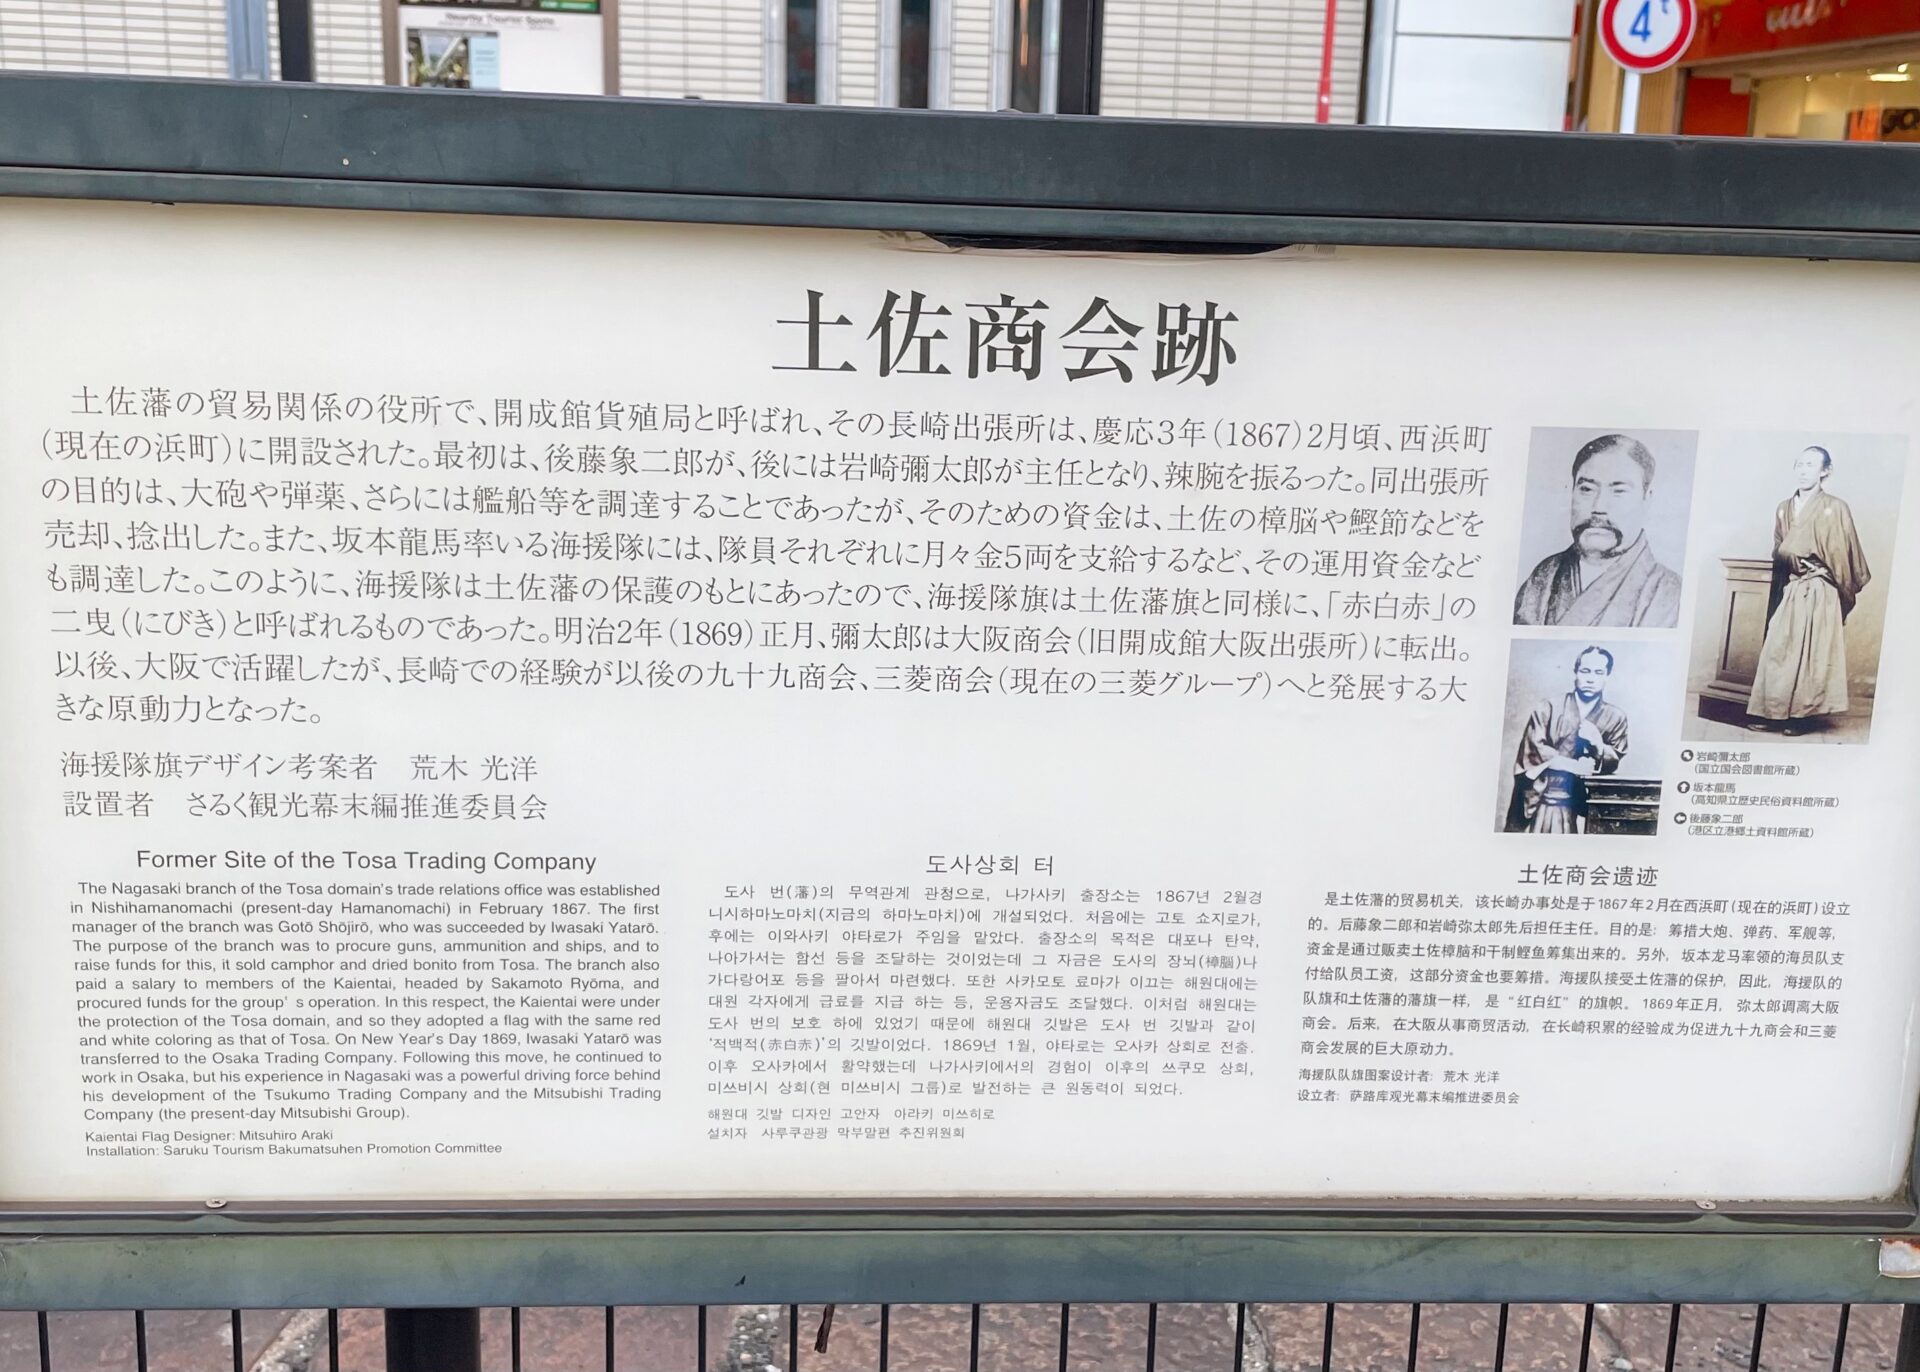 Nearby Tourist Spots
4t
土佐商会跡
土佐藩の貿易関係の役所で、開成館貨殖局と呼ばれ、その長崎出張所は、慶応3年(1867)2月頃、西浜町
(現在の浜町)に開設された。最初は、後藤象二郎が、後には岩崎彌太郎が主任となり、辣腕を振るった。同出張所
の目的は、大砲や弾薬、さらには艦船等を調達することであったが、そのための資金は、土佐の樟脳や鰹節などを
売却、捻出した。また、坂本龍馬率いる海援隊には、隊員それぞれに月々金5両を支給するなど、その運用資金など
も調達した。このように、海援隊は土佐藩の保護のもとにあったので、海援隊旗は土佐藩旗と同様に、「赤白赤」の
二曳(にびき)と呼ばれるものであった。明治2年(1869)正月、彌太郎は大阪商会(旧開成館大阪出張所)に転出。
以後、大阪で活躍したが、長崎での経験が以後の九十九商会、三菱商会(現在の三菱グループ)へと発展する大
きな原動力となった。
海援隊旗デザイン考案者　荒木 光洋
設置者　さるく観光幕末編推進委員会
岩崎彌太郎
(国立国会図書館所蔵)
坂本龍馬
(高知県立歴史民俗資料館所蔵)
後藤象二郎
(港区立港郷土資料館所蔵)
Former Site of the Tosa Trading Company
The Nagasaki branch of the Tosa domain's trade relations office was established
in Nishihamanomachi (present-day Hamanomachi) in February 1867. The first
manager of the branch was Gotō Shōjirō, who was succeeded by Iwasaki Yatarō.
The purpose of the branch was to procure guns, ammunition and ships, and to
raise funds for this, it sold camphor and dried bonito from Tosa. The branch also
paid a salary to members of the Kaientai, headed by Sakamoto Ryōma, and
procured funds for the group's operation. In this respect, the Kaientai were under
the protection of the Tosa domain, and so they adopted a flag with the same red
and white coloring as that of Tosa. On New Year's Day 1869, Iwasaki Yatarō was
transferred to the Osaka Trading Company. Following this move, he continued to
work in Osaka, but his experience in Nagasaki was a powerful driving force behind
his development of the Tsukumo Trading Company and the Mitsubishi Trading
Company (the present-day Mitsubishi Group).
Kaientai Flag Designer: Mitsuhiro Araki
Installation: Saruku Tourism Bakumatsuhen Promotion Committee
도사상회 터
도사 번(藩)의 무역관계 관청으로, 나가사키 출장소는 1867년 2월경
니시하마노마치(지금의 하마노마치)에 개설되었다. 처음에는 고토 쇼지로가,
후에는 이와사키 야타로가 주임을 맡았다. 출장소의 목적은 대포나 탄약,
나아가서는 함선 등을 조달하는 것이었는데 그 자금은 도사의 장뇌(樟腦)나
가다랑어포 등을 팔아서 마련했다. 또한 사카모토 료마가 이끄는 해원대에는
대원 각자에게 급료를 지급 하는 등, 운용자금도 조달했다. 이처럼 해원대는
도사 번의 보호 하에 있었기 때문에 해원대 깃발은 도사 번 깃발과 같이
'적백적(赤白赤)'의 깃발이었다. 1869년 1월, 야타로는 오사카 상회로 전출.
이후 오사카에서 활약했는데 나가사키에서의 경험이 이후의 쓰쿠모 상회,
미쓰비시 상회(현 미쓰비시 그룹)로 발전하는 큰 원동력이 되었다.
해원대 깃발 디자인 고안자　아라키 미쓰히로
설치자　사루쿠관광 막부말편 추진위원회
土佐商会遗迹
是土佐藩的贸易机关，该长崎办事处是于1867年2月在西浜町(现在的浜町)设立
的。后藤象二郎和岩崎弥太郎先后担任主任。目的是：筹措大炮、弹药、军舰等，
资金是通过贩卖土佐樟脑和干制鲣鱼筹集出来的。另外，坂本龙马率领的海员队支
付给队员工资，这部分资金也要筹措。海援队接受土佐藩的保护，因此，海援队的
队旗和土佐藩的藩旗一样，是“红白红”的旗帜。1869年正月，弥太郎调离大阪
商会。后来，在大阪从事商贸活动，在长崎积累的经验成为促进九十九商会和三菱
商会发展的巨大原动力。
海援队队旗图案设计者：荒木 光洋
设立者：萨路库观光幕末编推进委员会